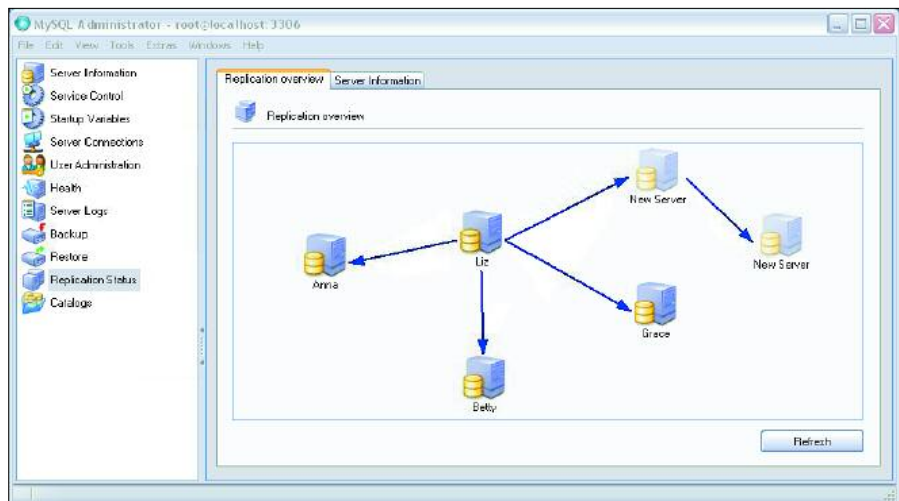 MySQL Administrator - root@localhost:3306
File Edit View Tools Extras Windows Help
Server Information
Service Control
Startup Variables
Server Connections
User Administration
Health
Server Logs
Backup
Restore
Replication Status
Catalogs
Replication overview
Server Information
Replication overview
New Server
Liz
New Server
Anna
Grace
Betty
Refresh